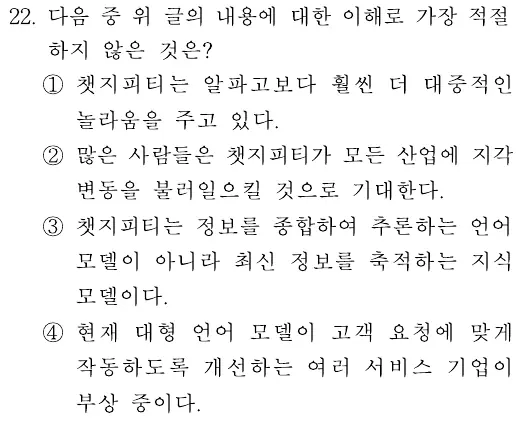 22. 다음 중 위 글의 내용에 대한 이해로 가장 적절
하지 않은 것은?
① 챗지피티는 알파고보다 훨씬 더 대중적인
놀라움을 주고 있다.
② 많은 사람들은 챗지피티가 모든 산업에 지각
변동을 불러일으킬 것으로 기대한다.
③ 챗지피티는 정보를 종합하여 추론하는 언어
모델이 아니라 최신 정보를 축적하는 지식
모델이다.
④ 현재 대형 언어 모델이 고객 요청에 맞게
작동하도록 개선하는 여러 서비스 기업이
부상 중이다.